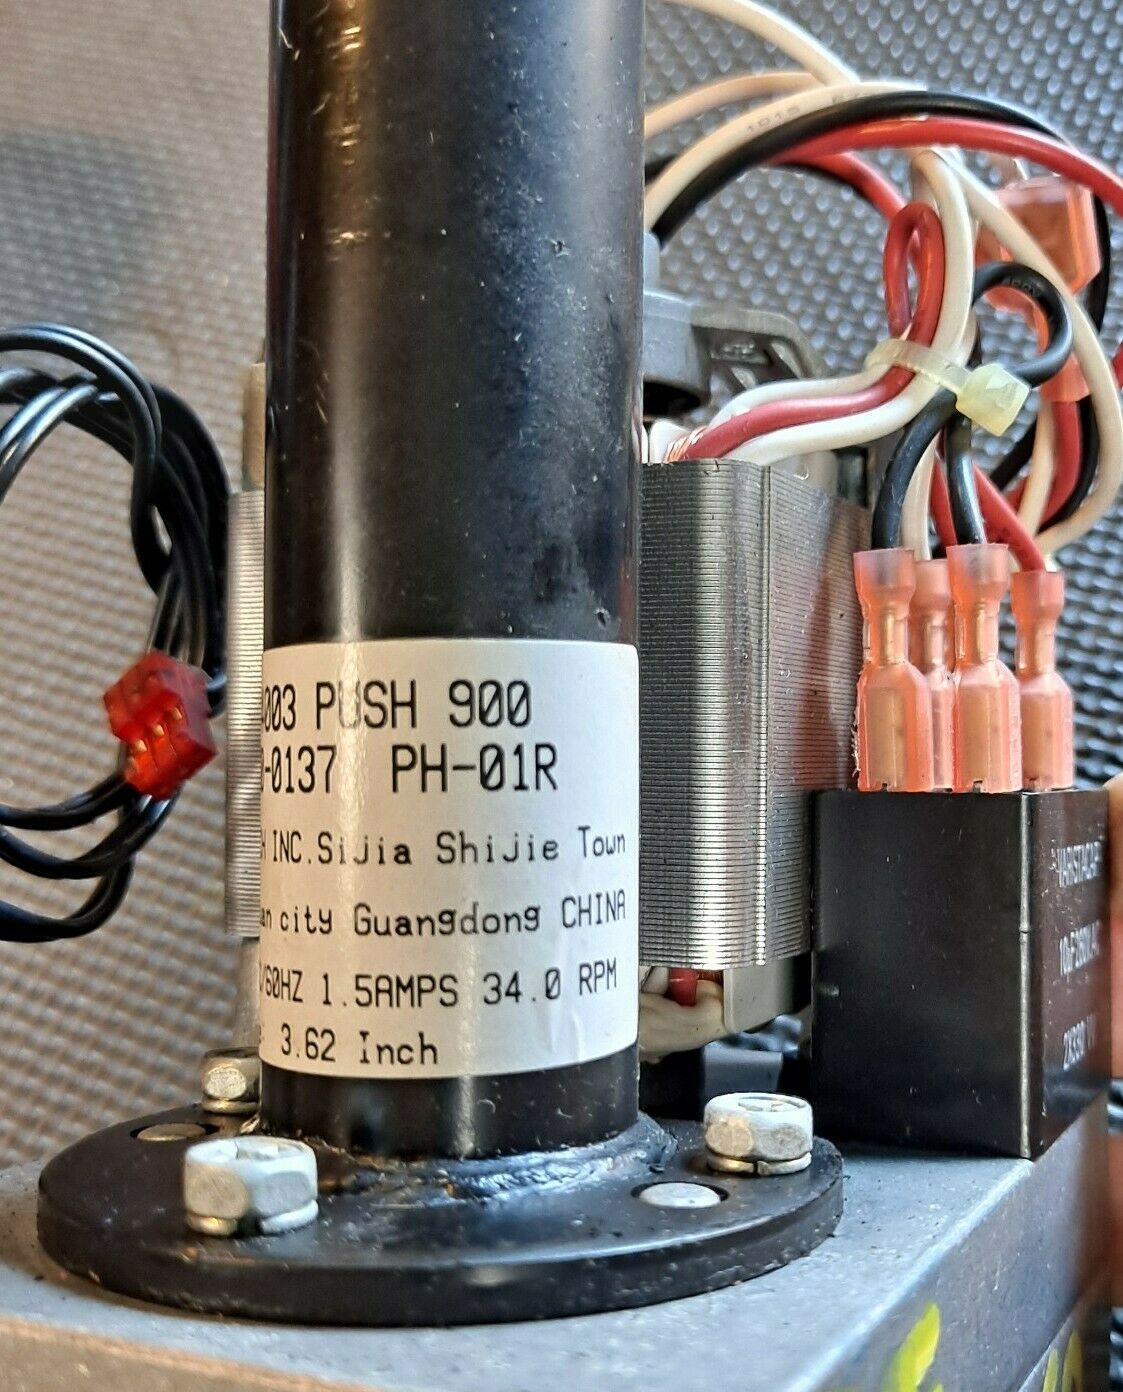 003 PUSH 900
-0137 PH-01R
INC.SiJia ShiJie Town
city Guangdong CHINA
/60HZ 1.5AMPS 34.0 RPM
3.62 Inch
1015